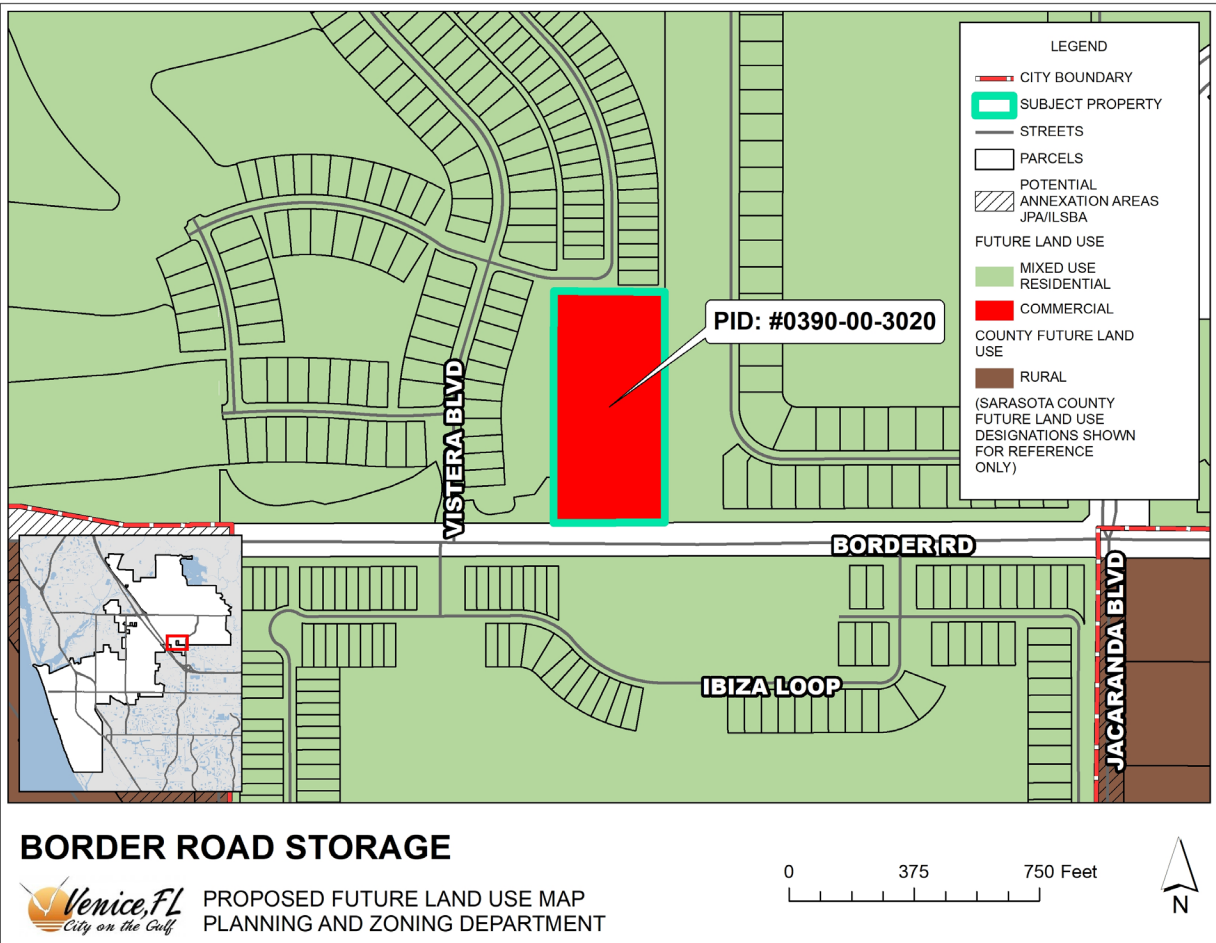 LEGEND
CITY BOUNDARY
SUBJECT PROPERTY
STREETS
PARCELS
POTENTIAL
ANNEXATION AREAS
JPA/ILSBA
FUTURE LAND USE
MIXED USE
RESIDENTIAL
COMMERCIAL
COUNTY FUTURE LAND
USE
RURAL
(SARASOTA COUNTY
FUTURE LAND USE
DESIGNATIONS SHOWN
FOR REFERENCE
ONLY)
PID: #0390-00-3020
VISTERA BLVD
BORDER RD
IBIZA LOOP
JACARANDA BLVD
BORDER ROAD STORAGE
Venice, FL
City on the Gulf
PROPOSED FUTURE LAND USE MAP
PLANNING AND ZONING DEPARTMENT
0 375 750 Feet
N